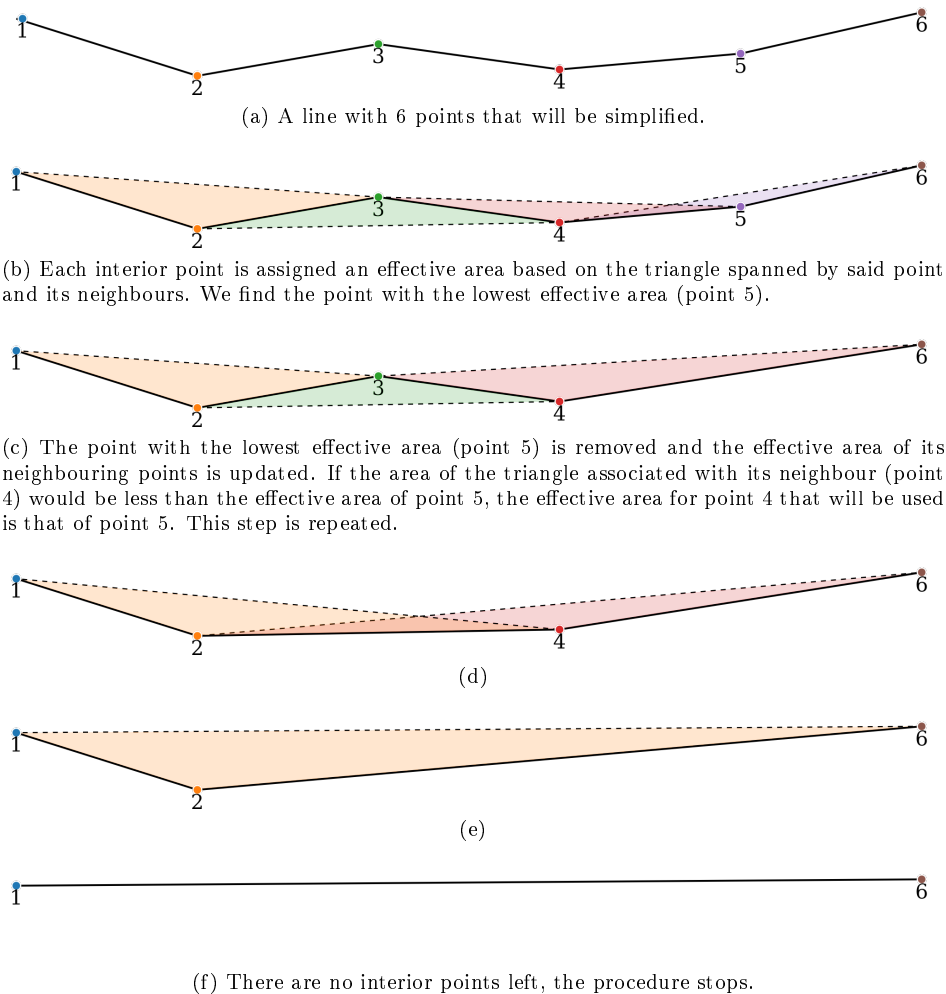 1 2 3 4 5 6
(a) A line with 6 points that will be simplified.
1 2 3 4 5 6
(b) Each interior point is assigned an effective area based on the triangle spanned by said point
and its neighbours. We find the point with the lowest effective area (point 5).
1 2 3 4 6
(c) The point with the lowest effective area (point 5) is removed and the effective area of its
neighbouring points is updated. If the area of the triangle associated with its neighbour (point
4) would be less than the effective area of point 5, the effective area for point 4 that will be used
is that of point 5. This step is repeated.
1 2 4 6
(d)
1 2 6
(e)
1 6
(f) There are no interior points left, the procedure stops.